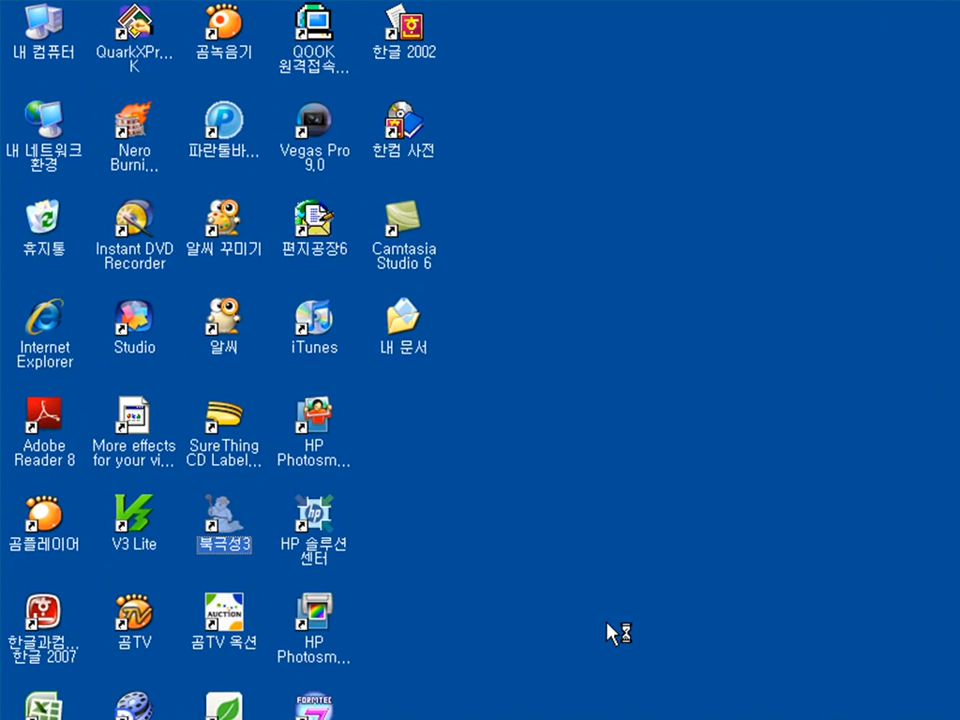 내 컴퓨터
QuarkXPr...
K
곰녹음기
QOOK
원격접속...
한글 2002
내 네트워크
환경
Nero
Burni...
파란툴바...
Vegas Pro
9.0
한컴 사전
휴지통
Instant DVD
Recorder
알씨 꾸미기
편지공장6
Camtasia
Studio 6
Internet
Explorer
Studio
알씨
iTunes
내 문서
Adobe
Reader 8
More effects
for your vi...
SureThing
CD Label...
HP
Photosm...
곰플레이어
V3 Lite
북극성3
hp
HP 솔루션
센터
한글과컴...
한글 2007
TV
곰TV
AUCTION
곰TV 옥션
HP
Photosm...
FORMTEC
7